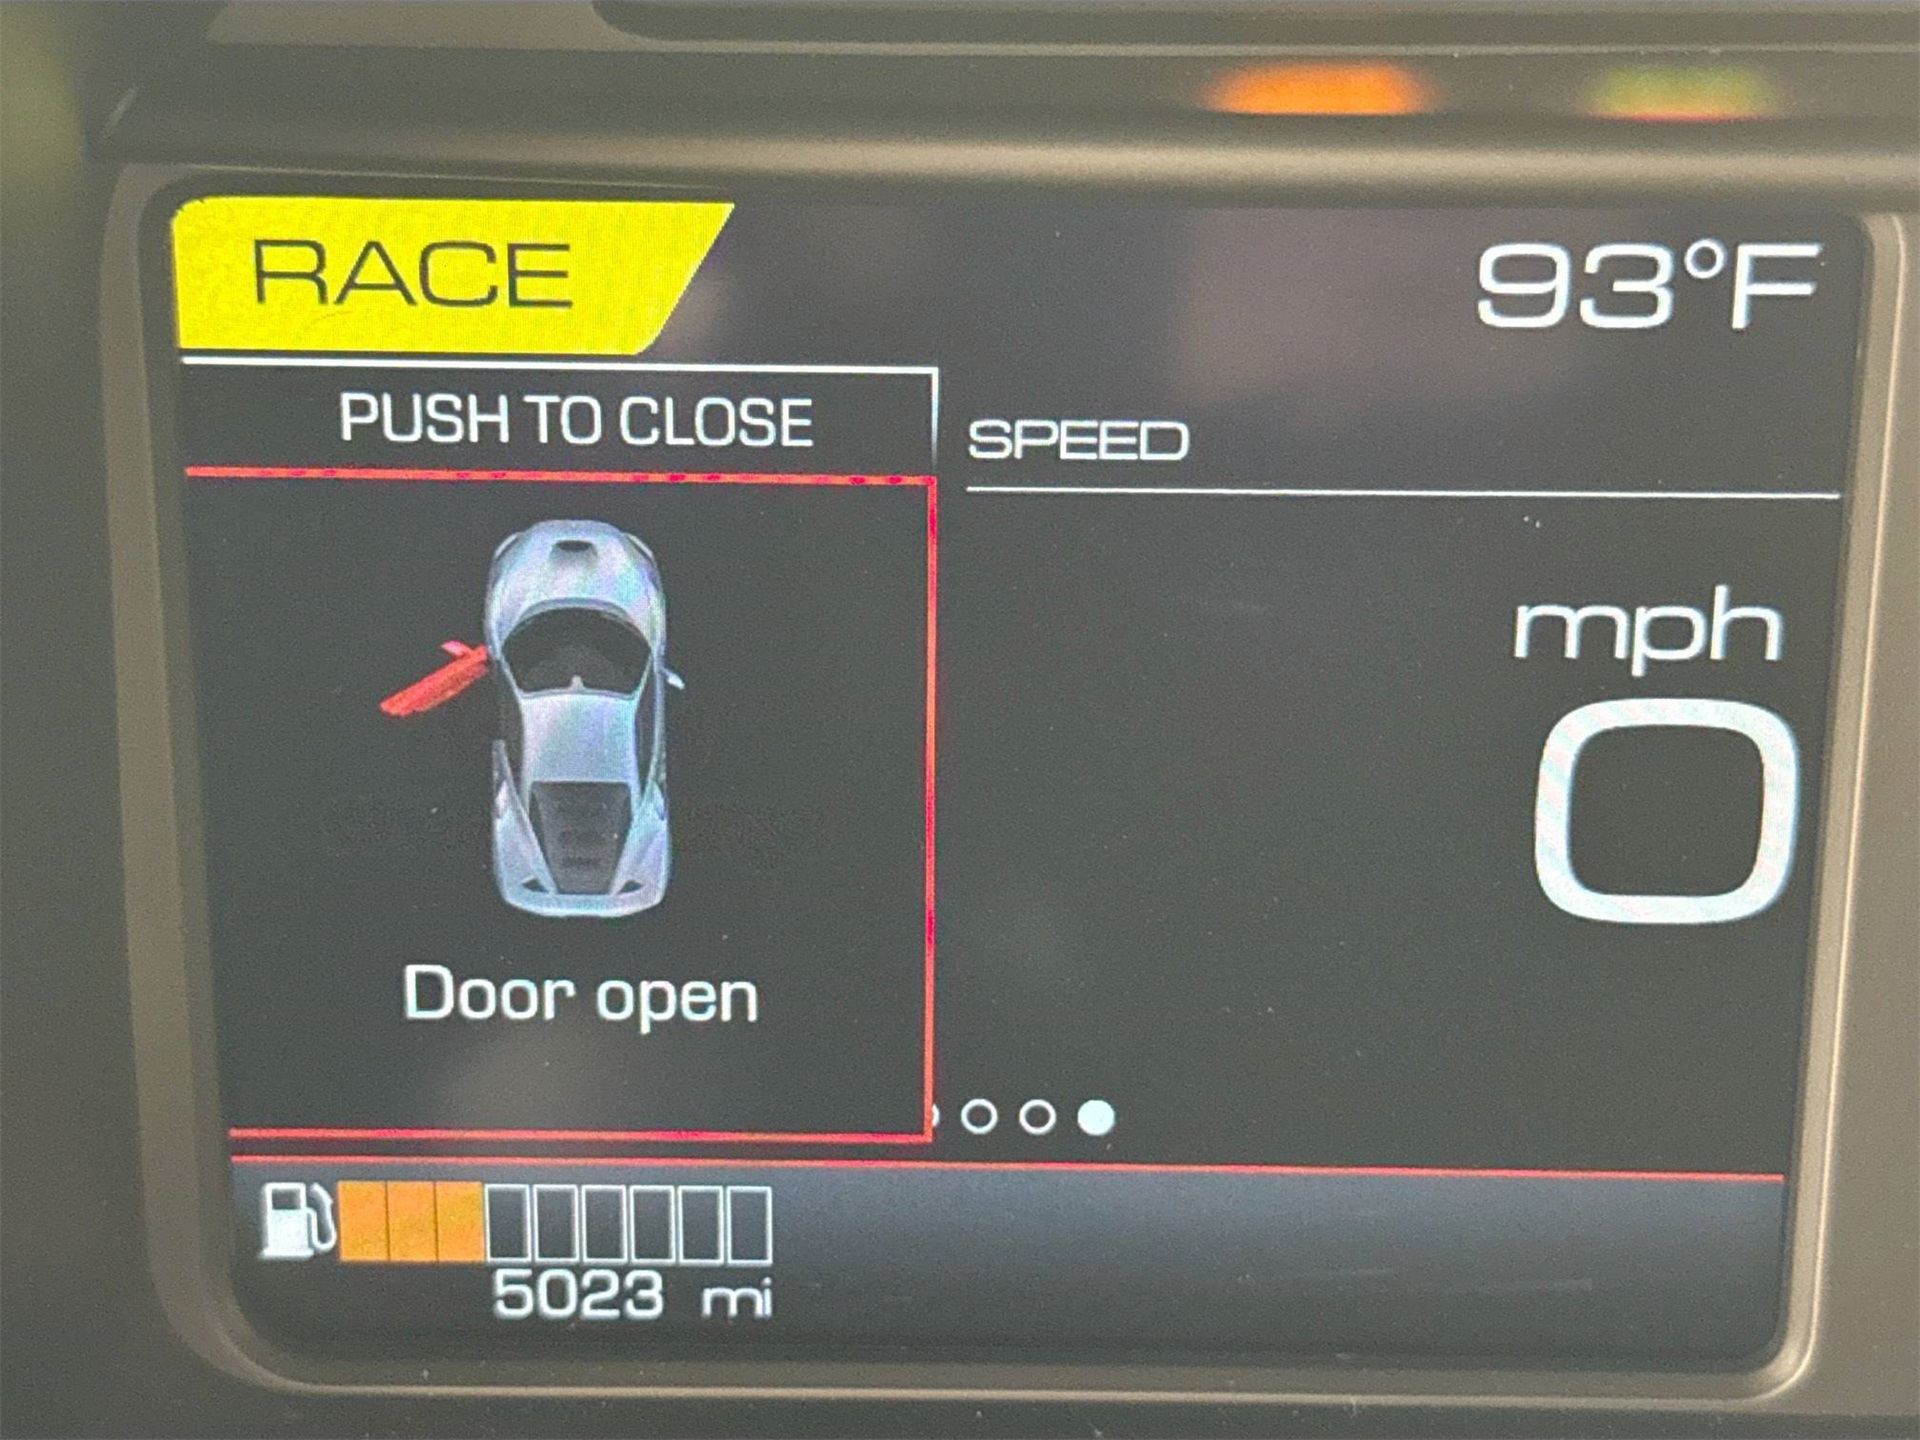 RACE
93°F
PUSH TO CLOSE
SPEED
mph
0
Door open
5023 mi